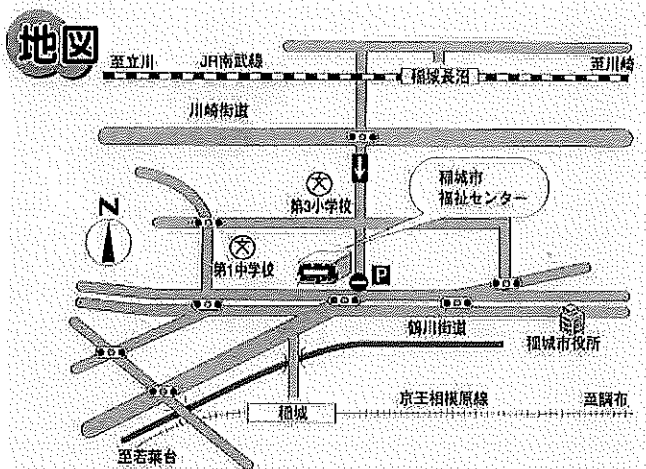 地図
至立川
JR南武線
稲城長沼
至川崎
川崎街道
稲城市
福祉センター
第3小学校
N
第1中学校
P
鶴川街道
稲城市役所
稲城
京王相模原線
至調布
至若葉台